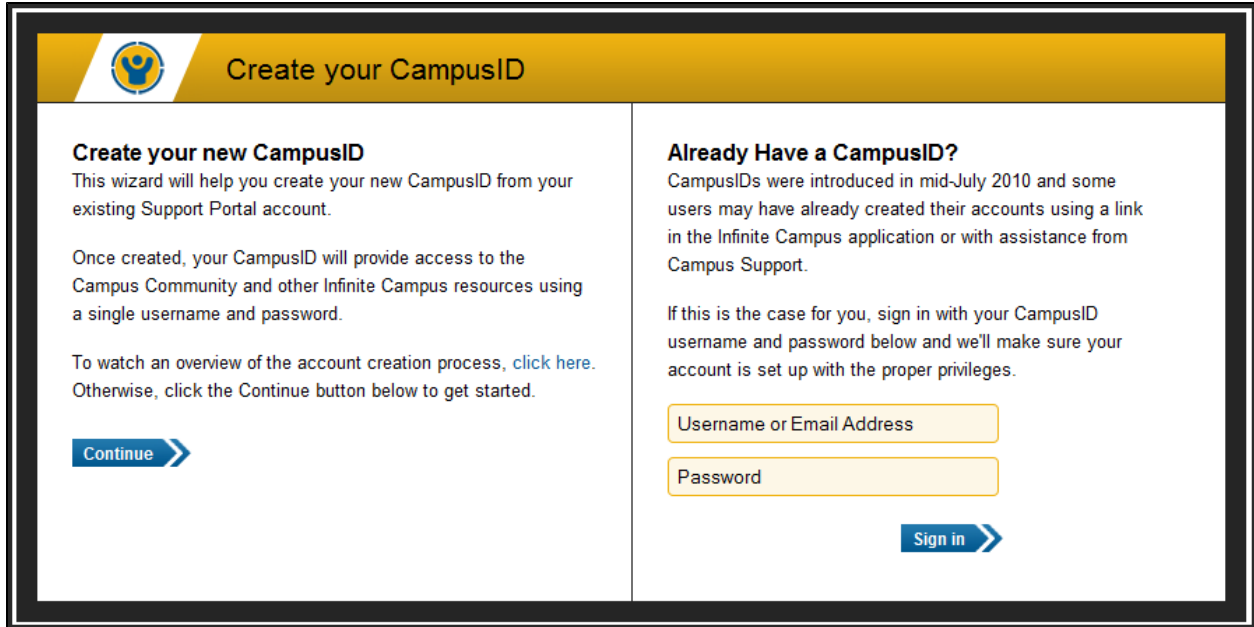 Create your CampusID
Create your new CampusID
This wizard will help you create your new CampusID from your
existing Support Portal account.
Once created, your CampusID will provide access to the
Campus Community and other Infinite Campus resources using
a single username and password.
To watch an overview of the account creation process, click here.
Otherwise, click the Continue button below to get started.
Continue
Already Have a CampusID?
CampusIDs were introduced in mid-July 2010 and some
users may have already created their accounts using a link
in the Infinite Campus application or with assistance from
Campus Support.
If this is the case for you, sign in with your CampusID
username and password below and we'll make sure your
account is set up with the proper privileges.
Username or Email Address
Password
Sign in